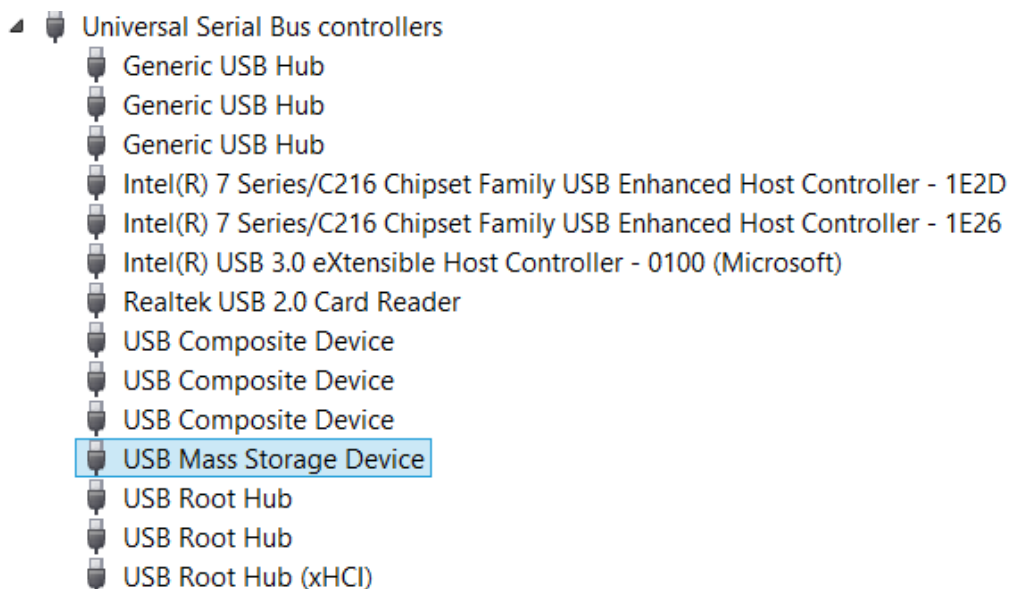 Universal Serial Bus controllers
Generic USB Hub
Generic USB Hub
Generic USB Hub
Intel(R) 7 Series/C216 Chipset Family USB Enhanced Host Controller - 1E2D
Intel(R) 7 Series/C216 Chipset Family USB Enhanced Host Controller - 1E26
Intel(R) USB 3.0 eXtensible Host Controller - 0100 (Microsoft)
Realtek USB 2.0 Card Reader
USB Composite Device
USB Composite Device
USB Composite Device
USB Mass Storage Device
USB Root Hub
USB Root Hub
USB Root Hub (xHCI)